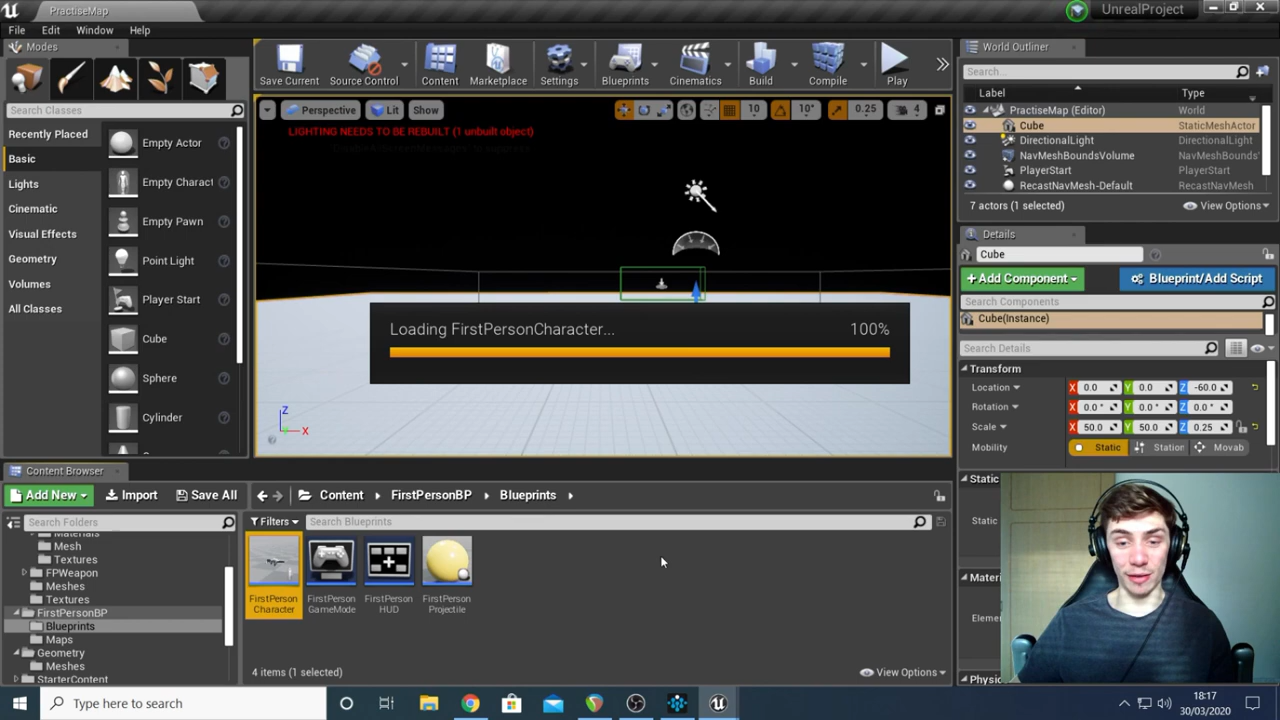 PractiseMap
UnrealProject
File Edit Window Help
Modes
Search Classes
Recently Placed
Basic
Lights
Cinematic
Visual Effects
Geometry
Volumes
All Classes
Empty Actor
Empty Charact
Empty Pawn
Point Light
Player Start
Cube
Sphere
Cylinder
Save Current Source Control Content Marketplace Settings Blueprints Cinematics Build Compile Play
Perspective Lit Show 10 10° 0.25 4
LIGHTING NEEDS TO BE REBUILT (1 unbuilt object)
Loading FirstPersonCharacter... 100%
Z
X
World Outliner
Search...
Label Type
PractiseMap (Editor) World
Cube StaticMeshActor
DirectionalLight DirectionalLight
NavMeshBoundsVolume NavMeshBounds
PlayerStart PlayerStart
RecastNavMesh-Default RecastNavMesh
7 actors (1 selected) View Options
Details
Cube
Add Component Blueprint/Add Script
Search Components
Cube(Instance)
Search Details
Transform
Location X 0.0 Y 0.0 Z -60.0
Rotation X 0.0 ° Y 0.0 ° Z 0.0 °
Scale X 50.0 Y 50.0 Z 0.25
Mobility Static Station Movab
Static
Static
Materi
Eleme
Physi
Content Browser
Add New Import Save All Content FirstPersonBP Blueprints
Search Folders
Materials
Mesh
Textures
FPWeapon
Meshes
Textures
FirstPersonBP
Blueprints
Maps
Geometry
Meshes
StarterContent
Filters Search Blueprints
FirstPerson
Character
FirstPerson
GameMode
FirstPerson
HUD
FirstPerson
Projectile
4 items (1 selected) View Options
Type here to search
18:17
30/03/2020